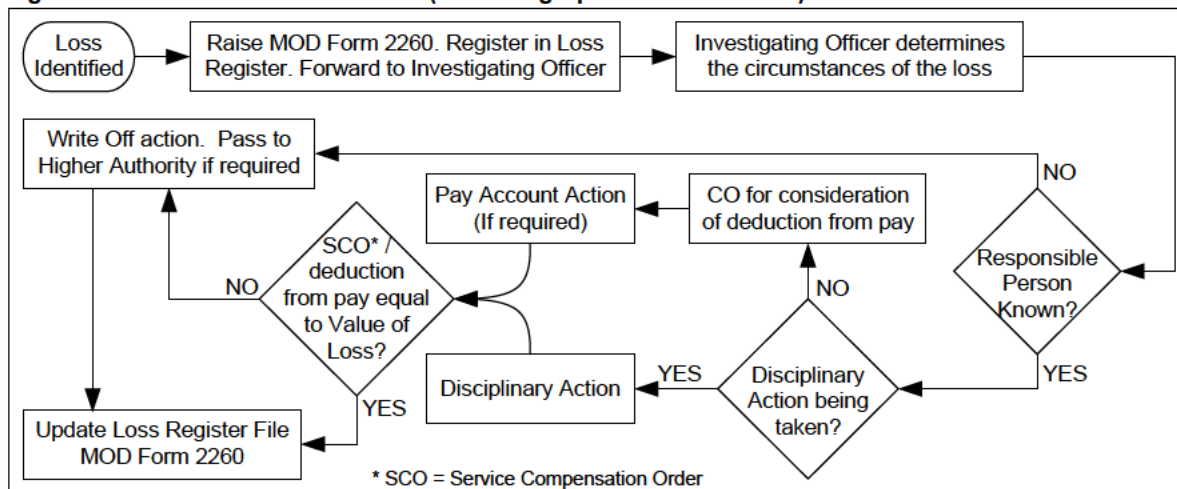 Loss
Identified
Raise MOD Form 2260. Register in Loss
Register. Forward to Investigating Officer
Investigating Officer determines
the circumstances of the loss
Write Off action.  Pass to
Higher Authority if required
NO
Pay Account Action
(If required)
CO for consideration
of deduction from pay
Responsible
Person
Known?
SCO* /
deduction
from pay equal
to Value of
Loss?
NO
NO
YES
Disciplinary Action
YES
Disciplinary
Action being
taken?
YES
Update Loss Register File
MOD Form 2260
* SCO = Service Compensation Order